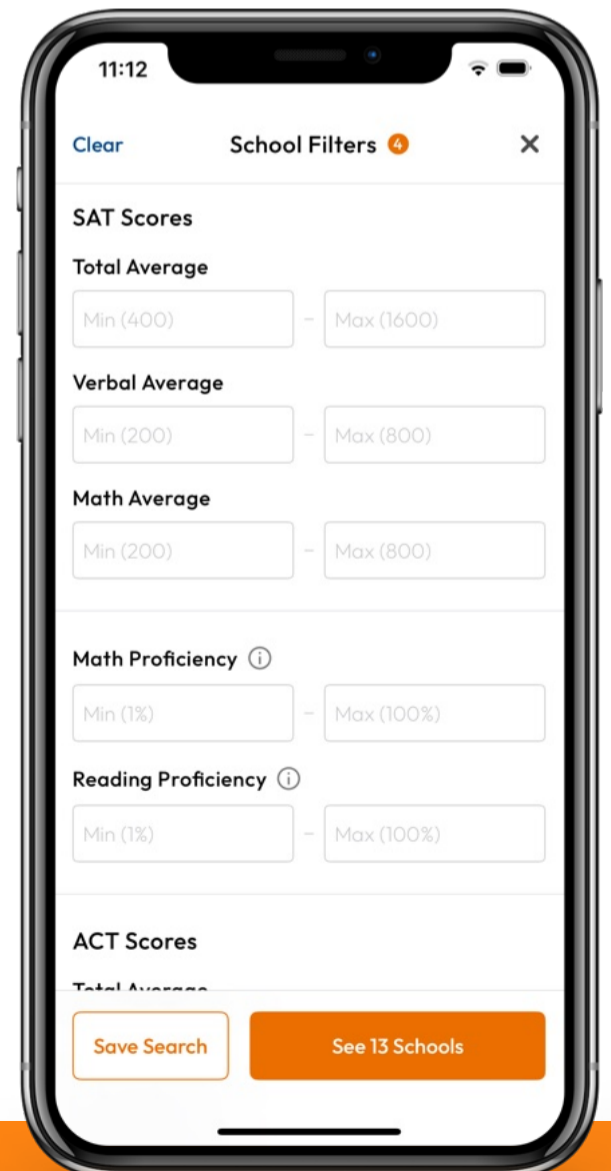 11:12
Clear School Filters 4
SAT Scores
Total Average
Min (400) - Max (1600)
Verbal Average
Min (200) - Max (800)
Math Average
Min (200) - Max (800)
Math Proficiency
Min (1%) - Max (100%)
Reading Proficiency
Min (1%) - Max (100%)
ACT Scores
Total Average
Save Search See 13 Schools